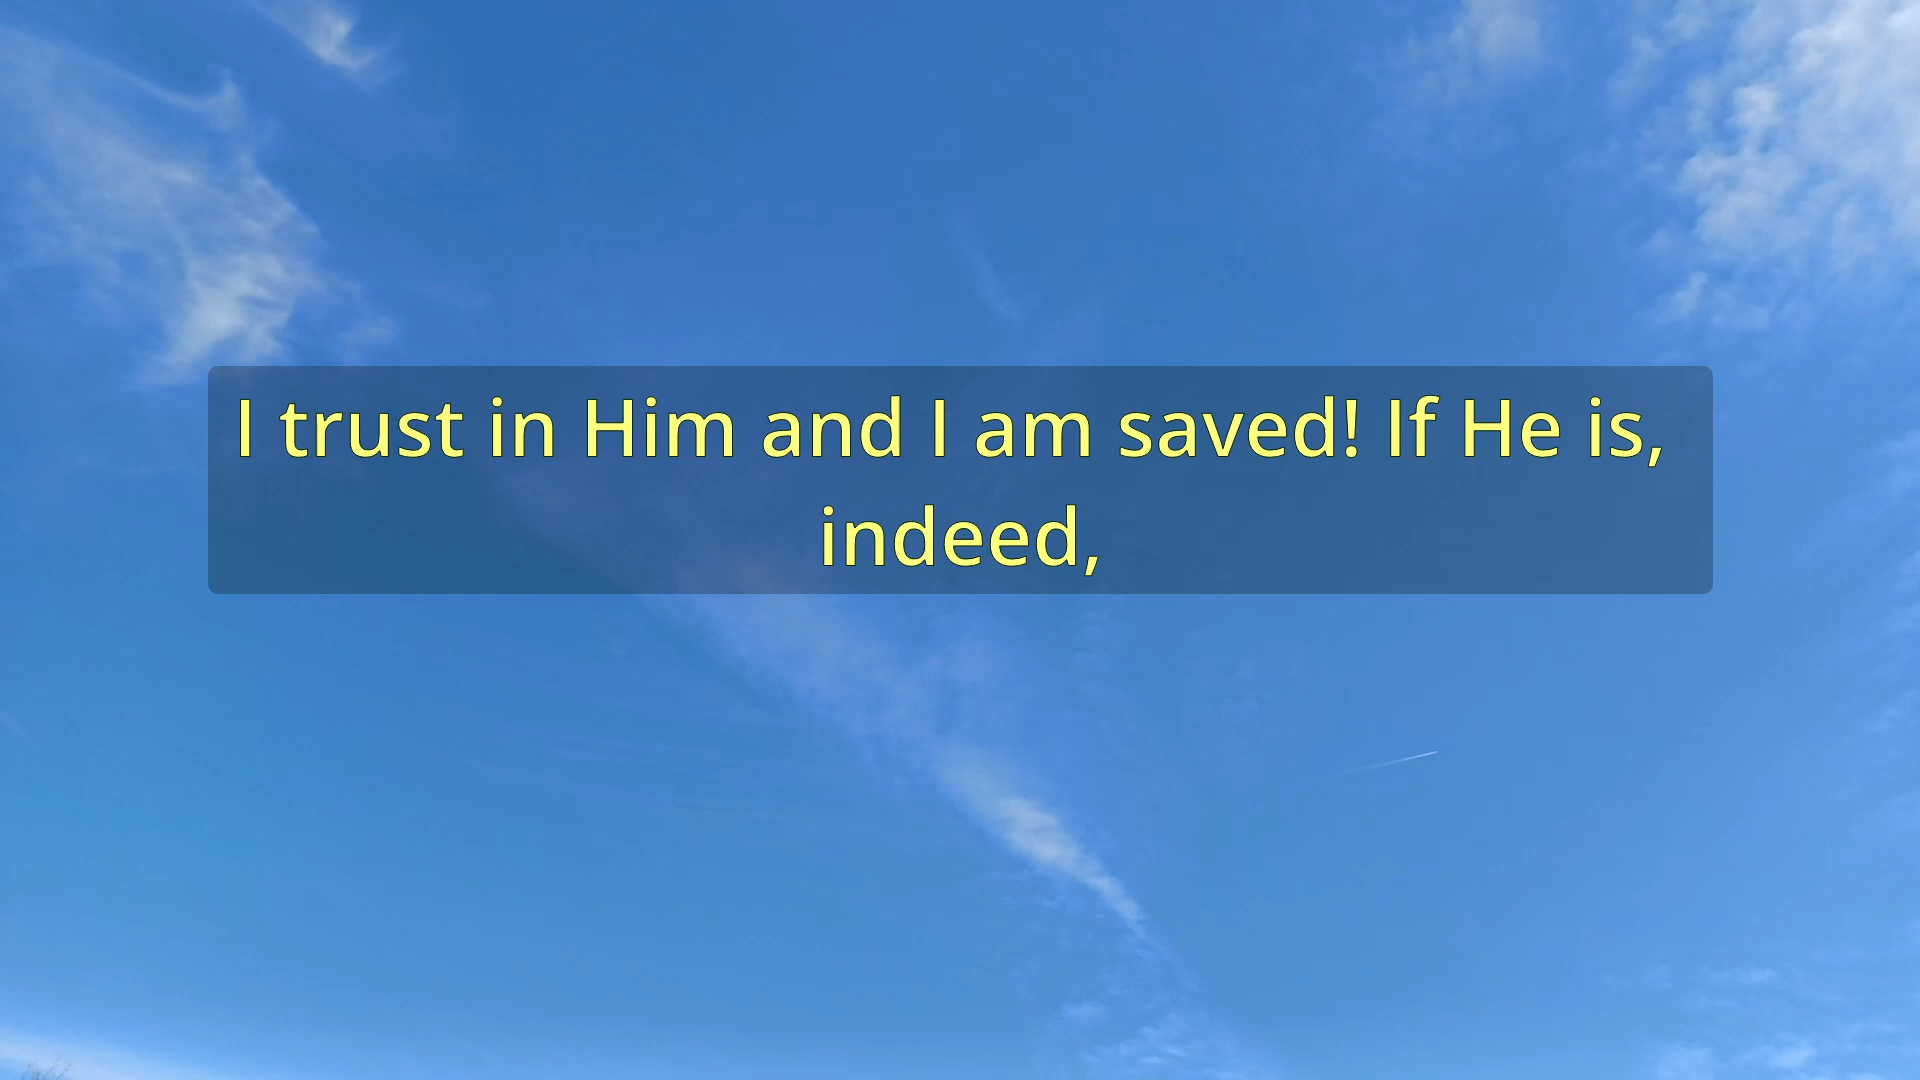 I trust in Him and I am saved! If He is,
indeed,